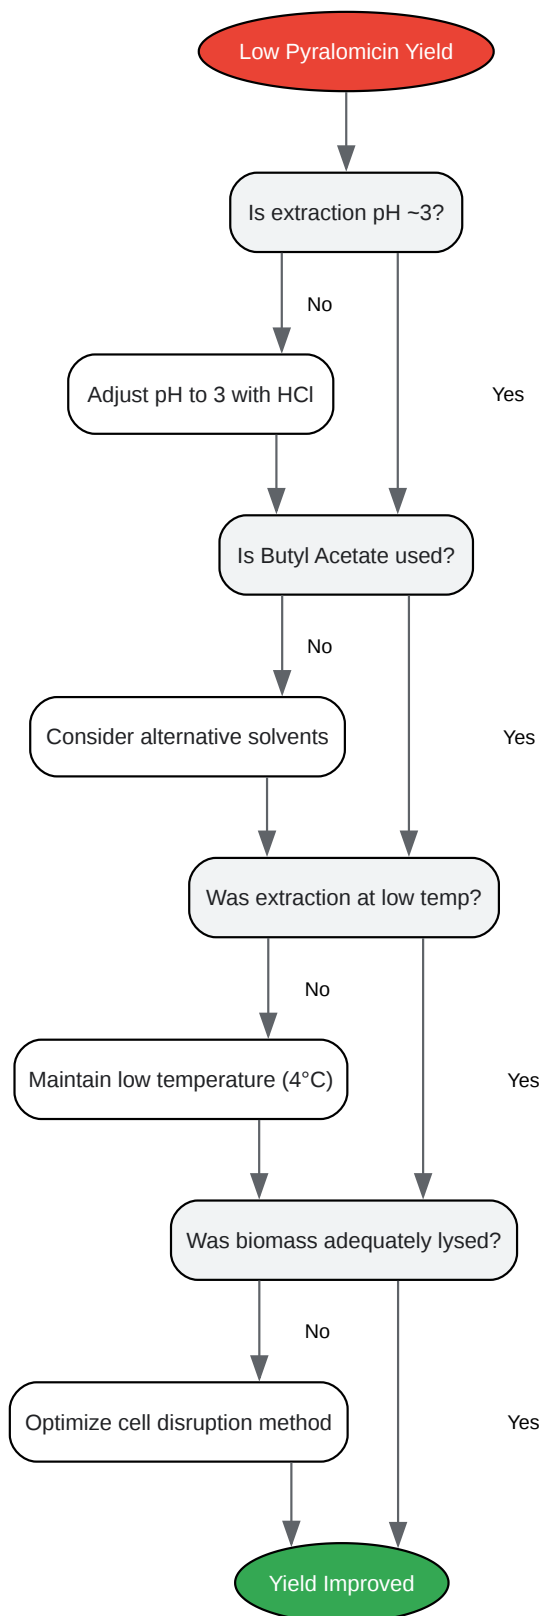 Low Pyralomicin Yield
Is extraction pH ~3?
No
Adjust pH to 3 with HCl
Yes
Is Butyl Acetate used?
No
Consider alternative solvents
Yes
Was extraction at low temp?
No
Maintain low temperature (4°C)
Yes
Was biomass adequately lysed?
No
Optimize cell disruption method
Yes
Yield Improved